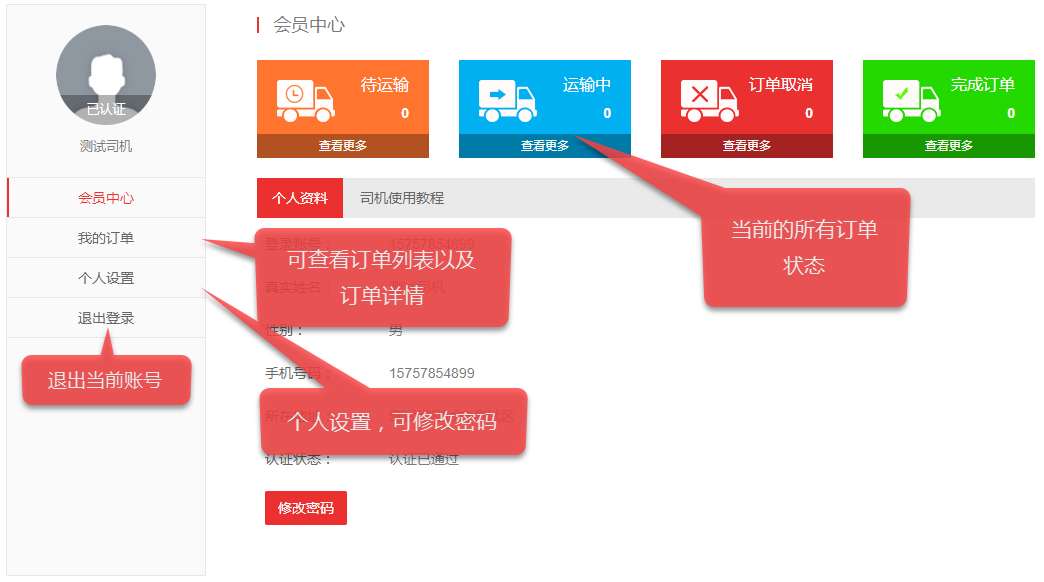 已认证
测试司机
会员中心
我的订单
个人设置
退出登录
退出当前账号
会员中心
待运输
0
查看更多
运输中
0
查看更多
订单取消
0
查看更多
完成订单
0
查看更多
个人资料
司机使用教程
当前的所有订单
状态
登录账号：
15757854899
可查看订单列表以及
订单详情
真实姓名：
司机
性别：
男
手机号码：
15757854899
个人设置，可修改密码
认证状态：
认证已通过
修改密码